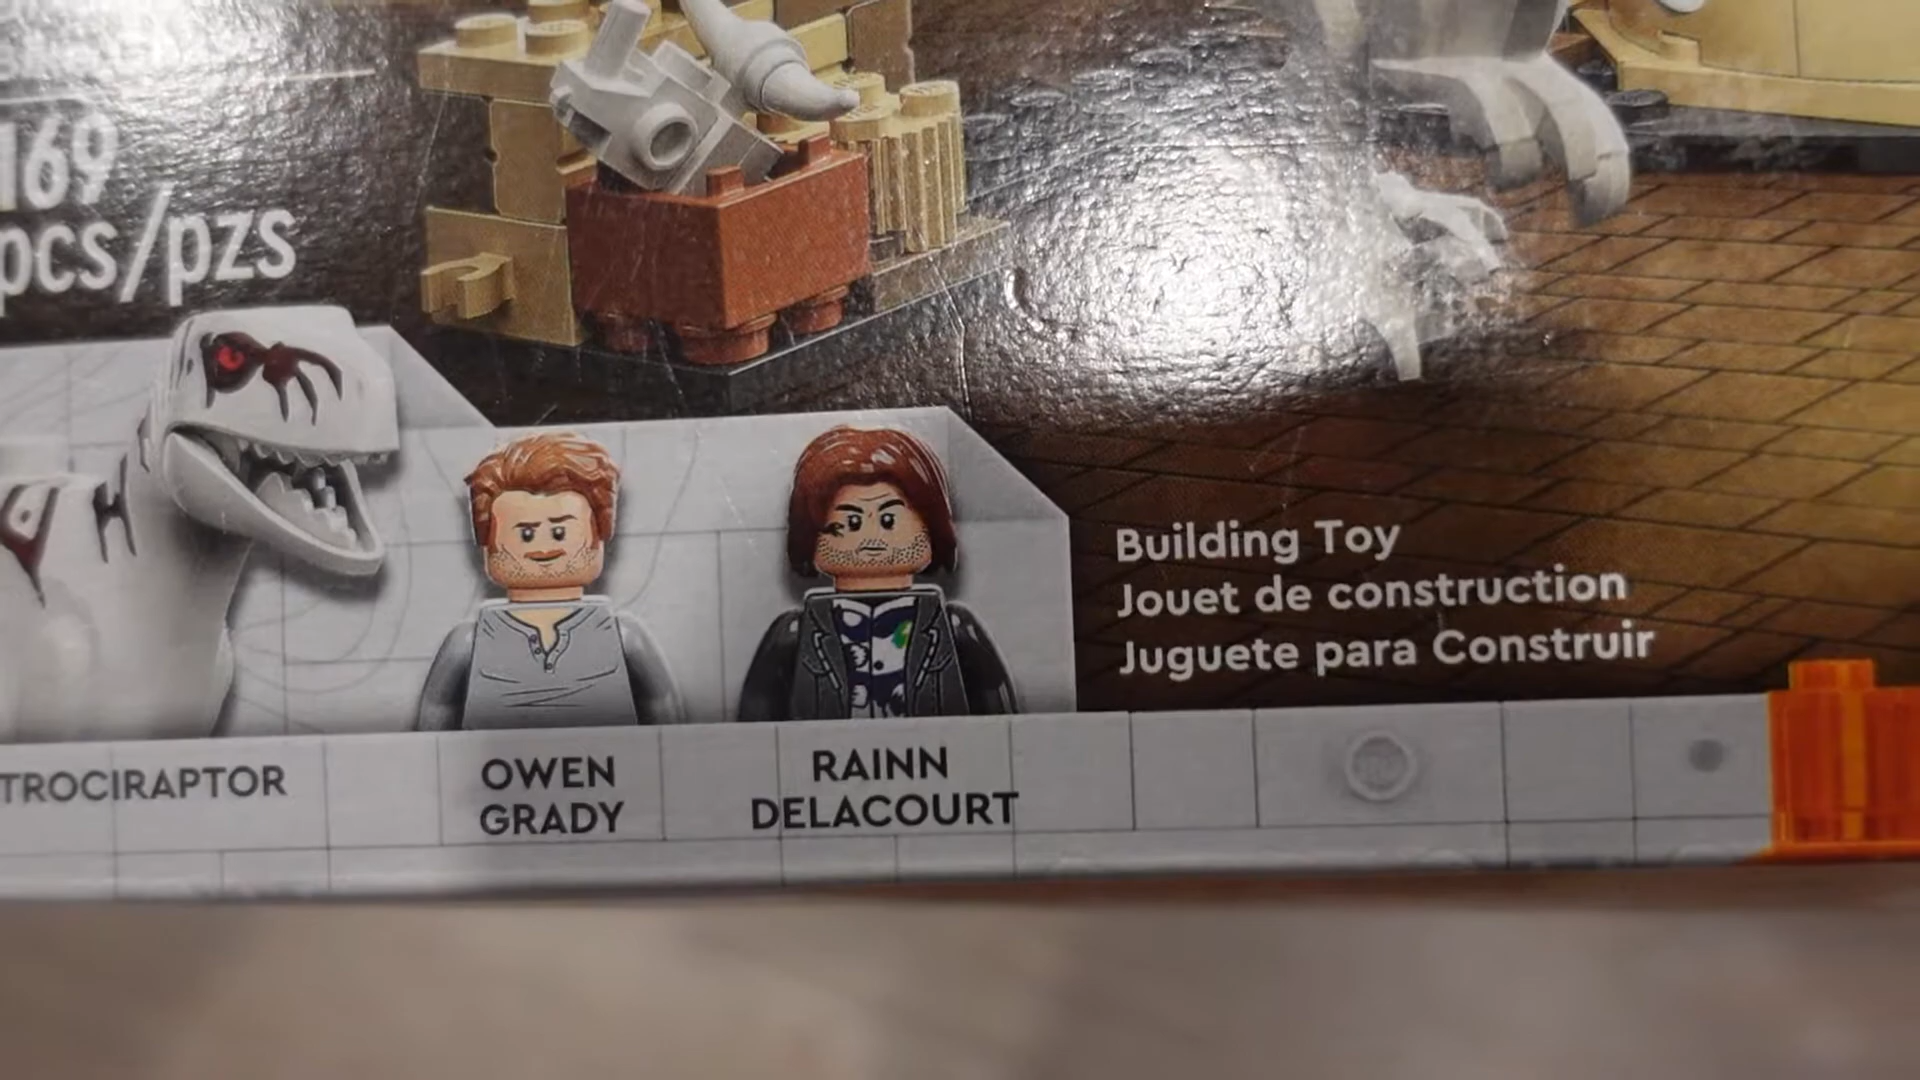 169
pcs/pzs
Building Toy
Jouet de construction
Juguete para Construir
TROCIRAPTOR
OWEN
GRADY
RAINN
DELACOURT